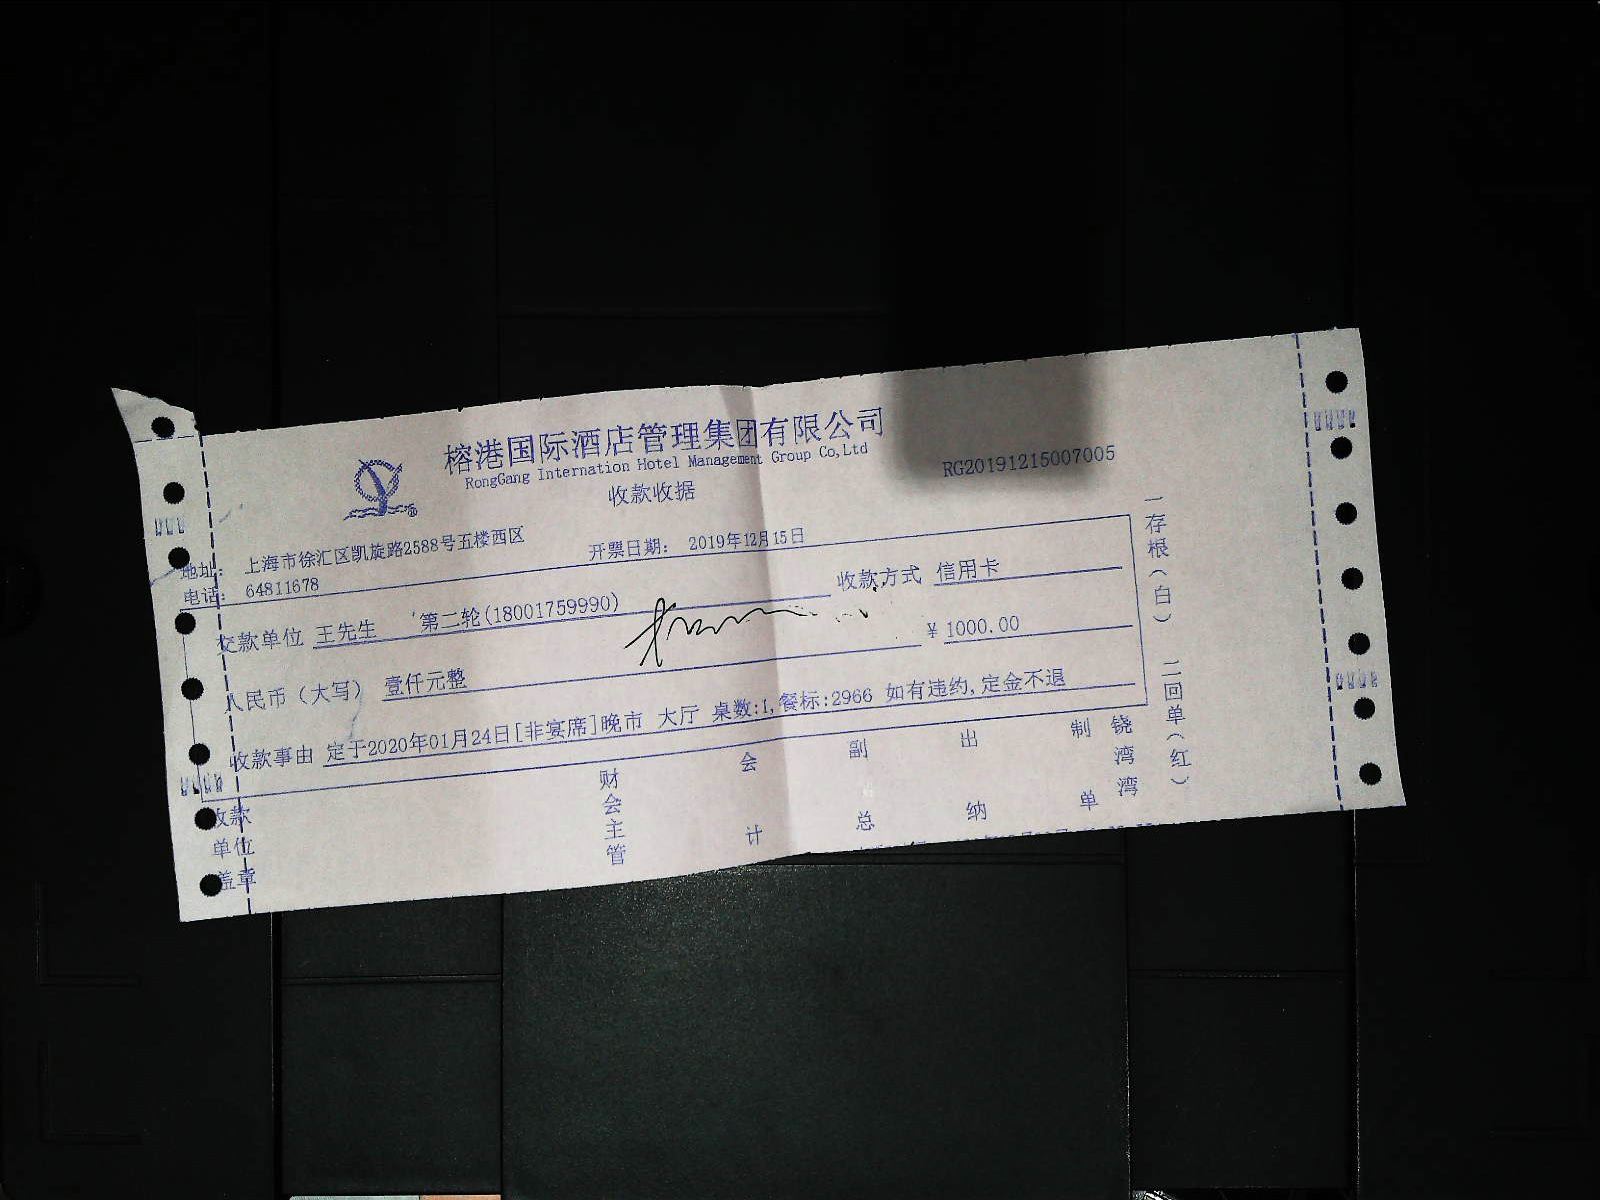 榕港国际酒店管理集团有限公司
RongGang International Hotel Management Group Co,Ltd
收款收据
RG20191215007005
地址: 上海市徐汇区凯旋路2588号五楼西区
电话: 64811678
开票日期: 2019年12月15日
交款单位 王先生 第二轮(18001759990) 收款方式 信用卡
人民币（大写） 壹仟元整 ¥ 1000.00
收款事由 定于2020年01月24日[非宴席]晚市 大厅 桌数:1,餐标:2966 如有违约,定金不退
收款单位盖章 财会主管 会计 副总 出纳 制单 铙湾湾
一存根（白） 二回单（红）